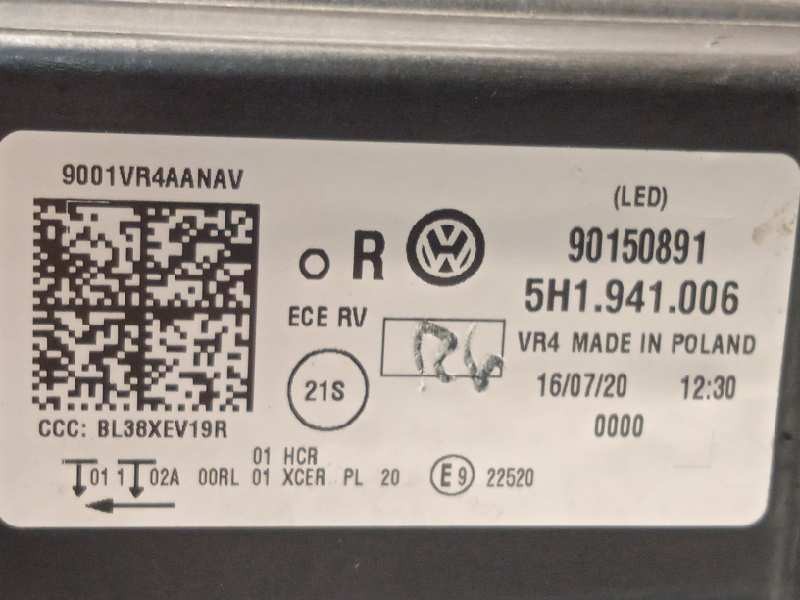 9001VR4AANAV
(LED)
R
90150891
5H1.941.006
ECE RV
VR4 MADE IN POLAND
R4
21S
16/07/20 12:30
CCC: BL38XEV19R
0000
01 HCR
01 1 02A 00RL 01 XCER PL 20 E9 22520